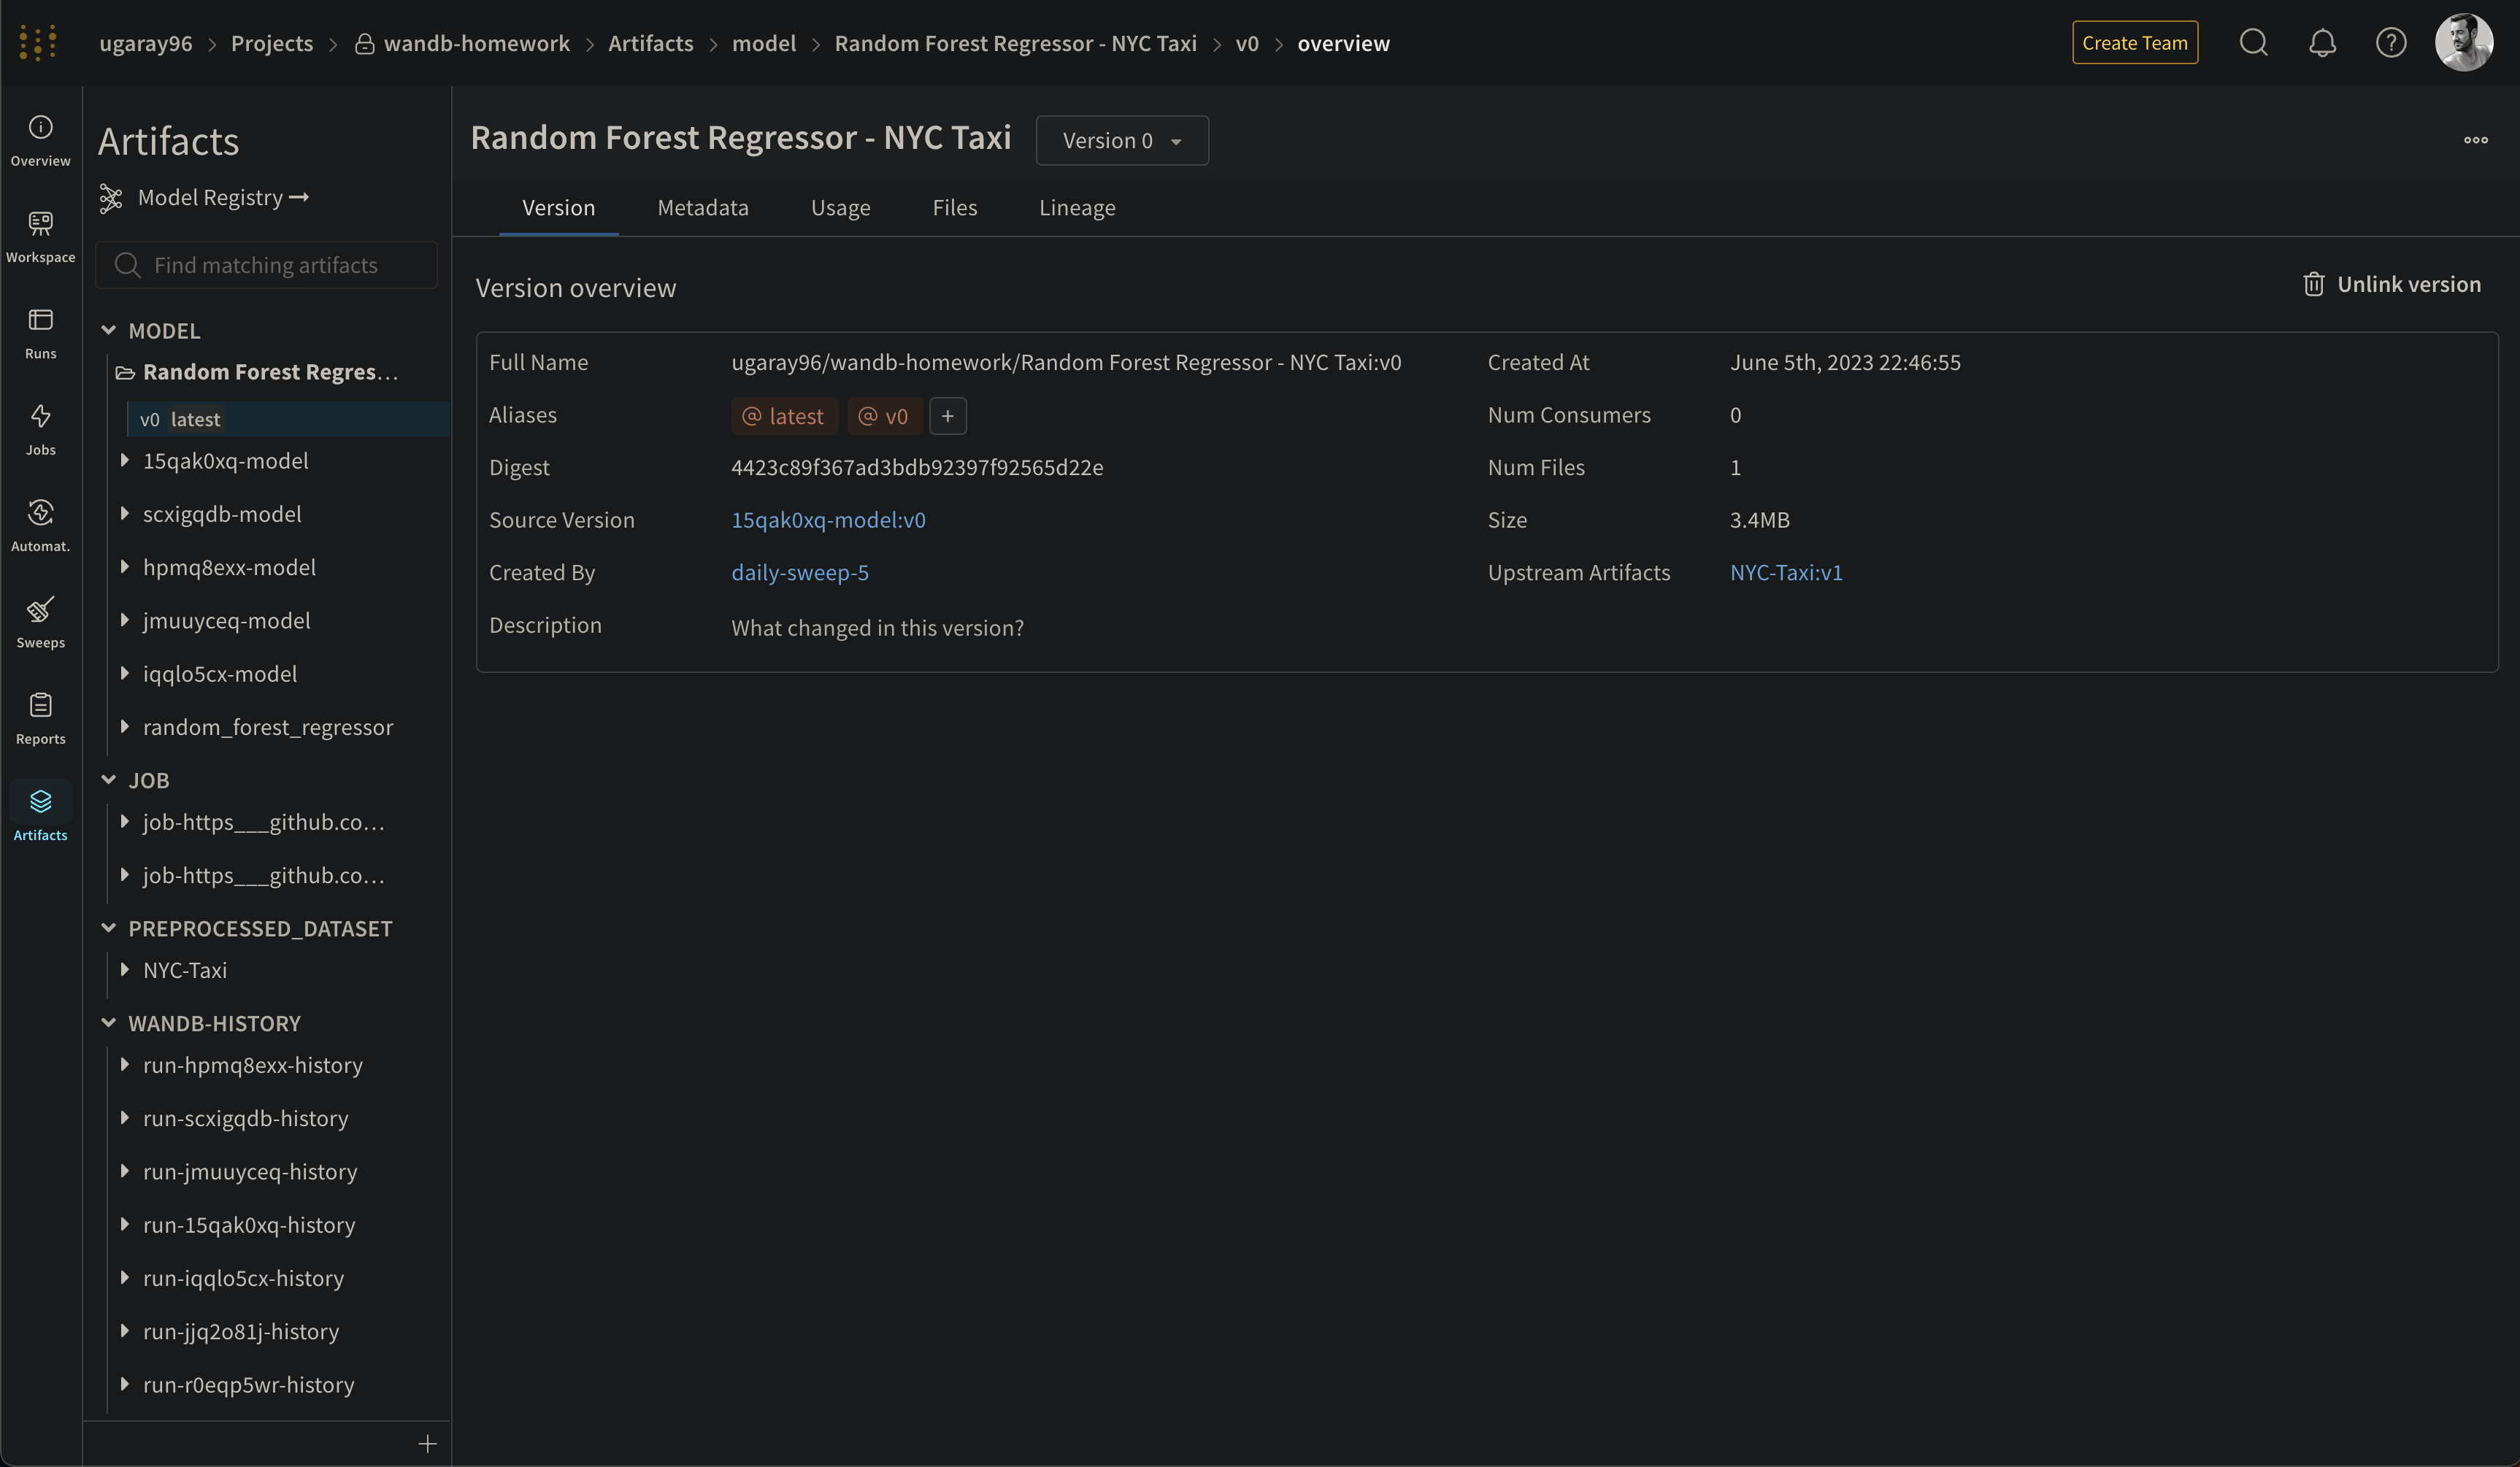 ugaray96 > Projects > wandb-homework > Artifacts > model > Random Forest Regressor - NYC Taxi > v0 > overview
Create Team
Overview
Workspace
Runs
Jobs
Automat.
Sweeps
Reports
Artifacts
Artifacts
Model Registry →
Find matching artifacts
MODEL
Random Forest Regres...
v0 latest
15qak0xq-model
scxigqdb-model
hpmq8exx-model
jmuuyceq-model
iqqlo5cx-model
random_forest_regressor
JOB
job-https___github.co...
job-https___github.co...
PREPROCESSED_DATASET
NYC-Taxi
WANDB-HISTORY
run-hpmq8exx-history
run-scxigqdb-history
run-jmuuyceq-history
run-15qak0xq-history
run-iqqlo5cx-history
run-jjq2o81j-history
run-r0eqp5wr-history
Random Forest Regressor - NYC Taxi
Version 0
Version Metadata Usage Files Lineage
Version overview
Unlink version
Full Name ugaray96/wandb-homework/Random Forest Regressor - NYC Taxi:v0
Aliases @ latest @ v0 +
Digest 4423c89f367ad3bdb92397f92565d22e
Source Version 15qak0xq-model:v0
Created By daily-sweep-5
Description What changed in this version?
Created At June 5th, 2023 22:46:55
Num Consumers 0
Num Files 1
Size 3.4MB
Upstream Artifacts NYC-Taxi:v1